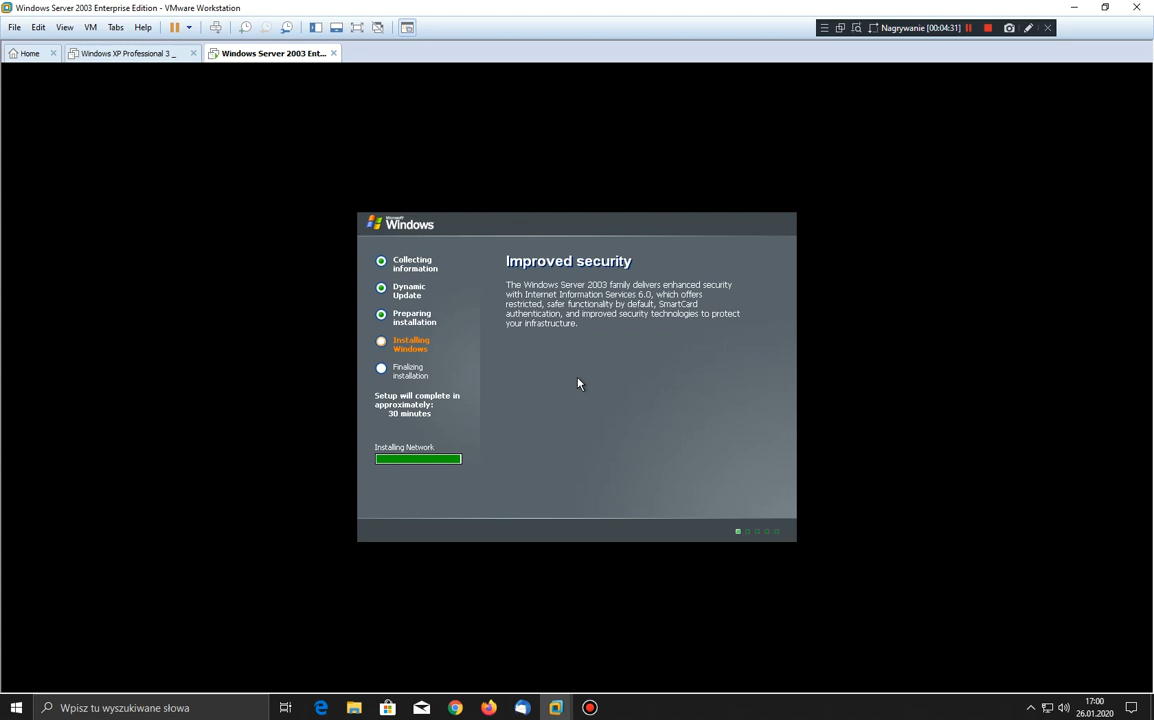 Windows Server 2003 Enterprise Edition - VMware Workstation
File Edit View VM Tabs Help
Nagrywanie [00:04:31]
Home
Windows XP Professional 3 _
Windows Server 2003 Ent...
Microsoft
Windows
Collecting
information
Dynamic
Update
Preparing
installation
Installing
Windows
Finalizing
installation
Setup will complete in
approximately:
30 minutes
Installing Network
Improved security
The Windows Server 2003 family delivers enhanced security
with Internet Information Services 6.0, which offers
restricted, safer functionality by default, SmartCard
authentication, and improved security technologies to protect
your infrastructure.
Wpisz tu wyszukiwane słowa
17:00
26.01.2020